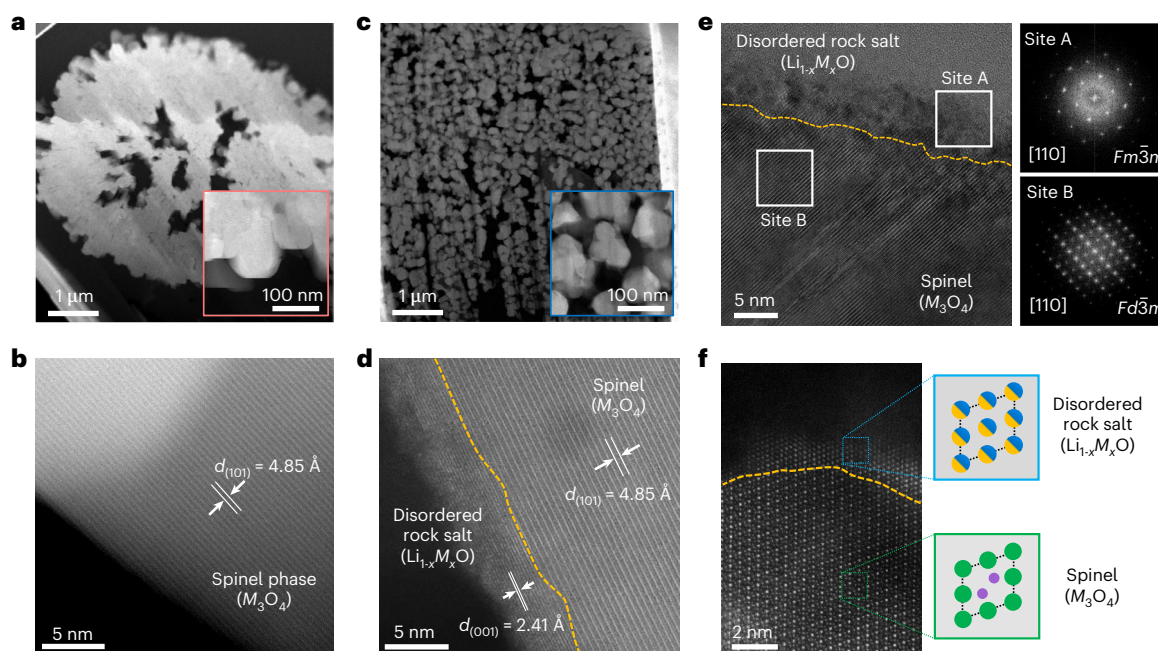 a
1 μm
100 nm
b
d(101) = 4.85 Å
Spinel phase
(M3O4)
5 nm
c
1 μm
100 nm
d
Spinel
(M3O4)
d(101) = 4.85 Å
Disordered
rock salt
(Li1-xMxO)
d(001) = 2.41 Å
5 nm
e
Disordered rock salt
(Li1-xMxO)
Site A
Site B
Spinel
(M3O4)
5 nm
Site A
[110]
Fm3̅m
Site B
[110]
Fd3̅m
f
2 nm
Disordered
rock salt
(Li1-xMxO)
Spinel
(M3O4)